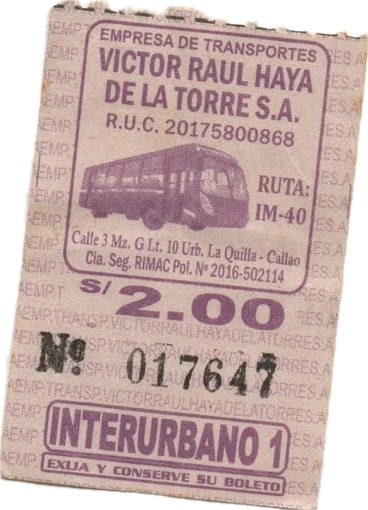 EMPRESA DE TRANSPORTES
VICTOR RAUL HAYA
DE LA TORRE S.A.
R.U.C. 20175800868
RUTA:
IM-40
Calle 3 Mz. G Lt. 10 Urb. La Quilla - Callao
Cia. Seg. RIMAC Pol. Nº 2016-502114
S/ 2.00
Nº. 017647
INTERURBANO 1
EXIJA Y CONSERVE SU BOLETO